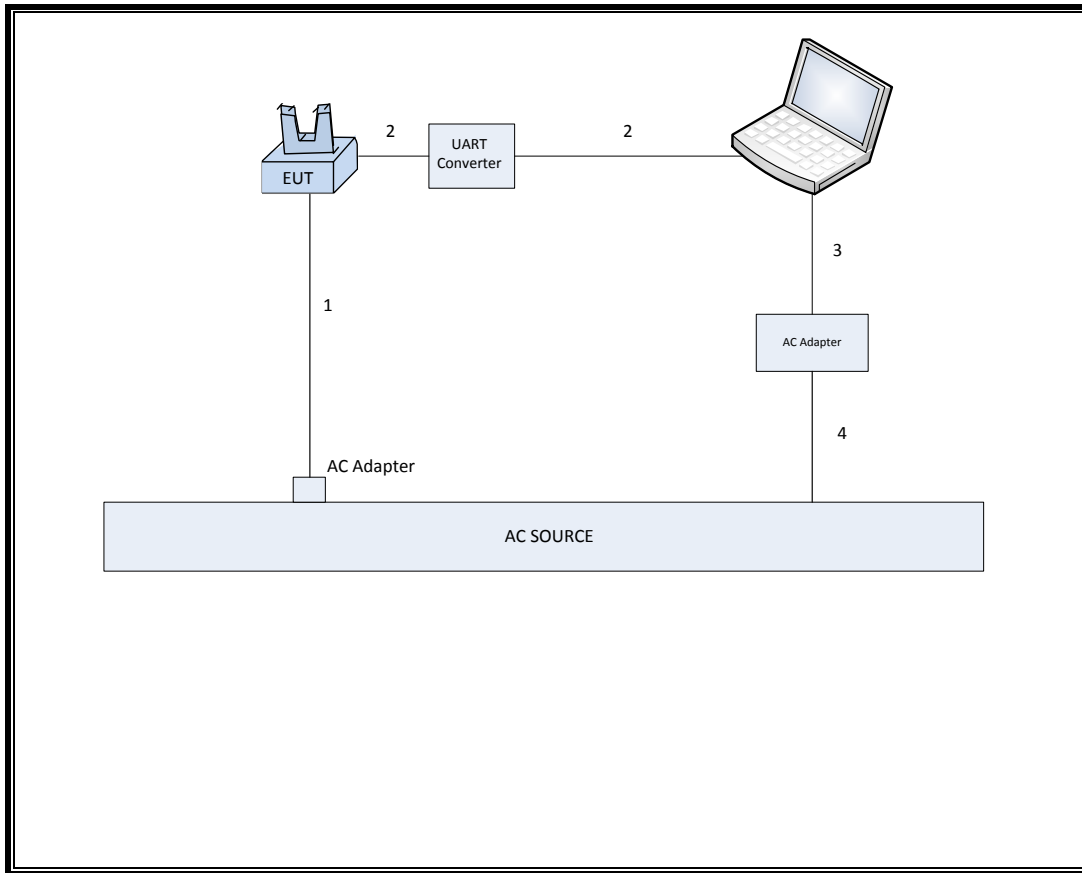 2
2
UART
Converter
EUT
3
1
AC Adapter
4
AC Adapter
AC SOURCE